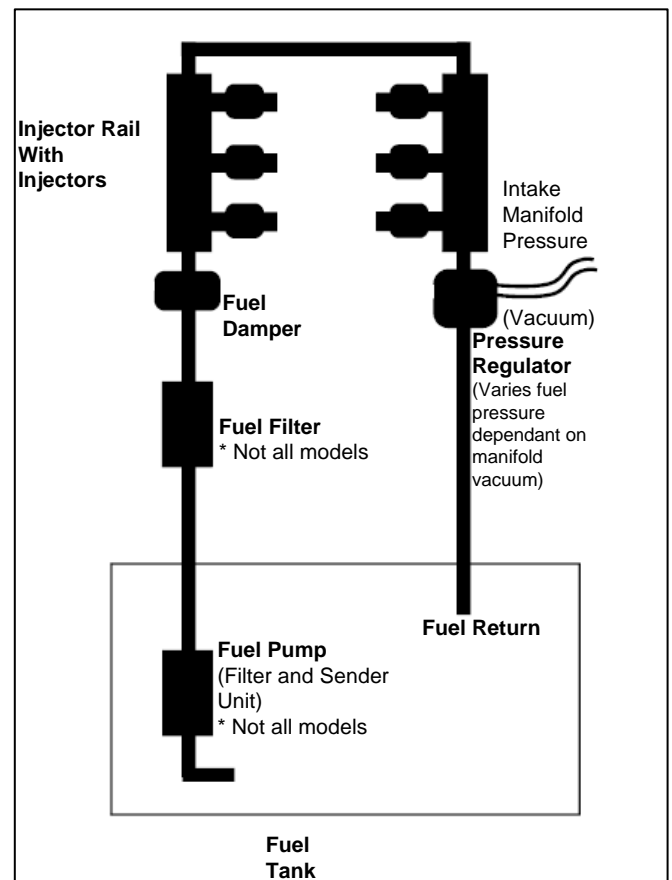 Injector Rail
With
Injectors
Intake
Manifold
Pressure
(Vacuum)
Fuel
Damper
Pressure
Regulator
(Varies fuel
pressure
dependant on
manifold
vacuum)
Fuel Filter
* Not all models
Fuel Return
Fuel Pump
(Filter and Sender
Unit)
* Not all models
Fuel
Tank